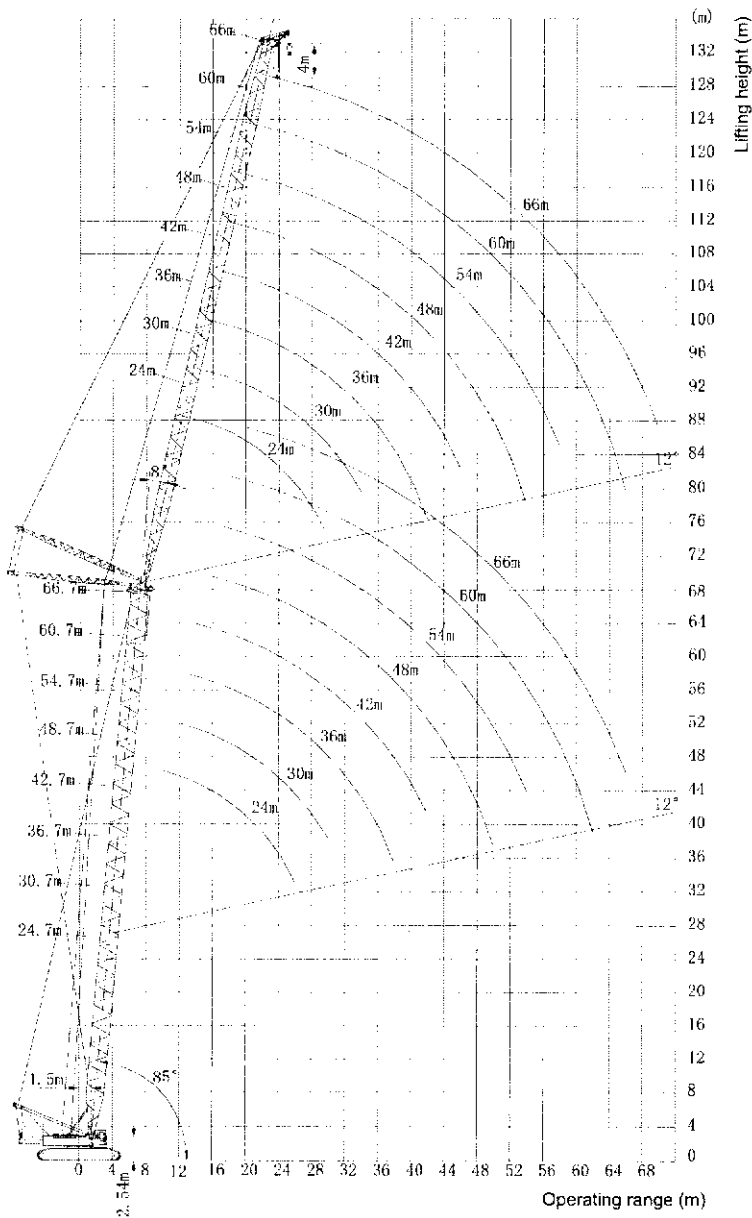 (m)
Lifting height (m)
132
128
124
120
116
112
108
104
100
96
92
88
84
80
76
72
68
64
60
56
52
48
44
40
36
32
28
24
20
16
12
8
4
0
66m
60m
54m
48m
42m
36m
30m
24m
4m
66m
60m
54m
48m
42m
36m
30m
24m
12°
8°
66m
60m
54m
48m
42m
36m
30m
24m
12°
66.7m
60.7m
54.7m
48.7m
42.7m
36.7m
30.7m
24.7m
1.5m
85°
2.54m
0 4 8 12 16 20 24 28 32 36 40 44 48 52 56 60 64 68
Operating range (m)